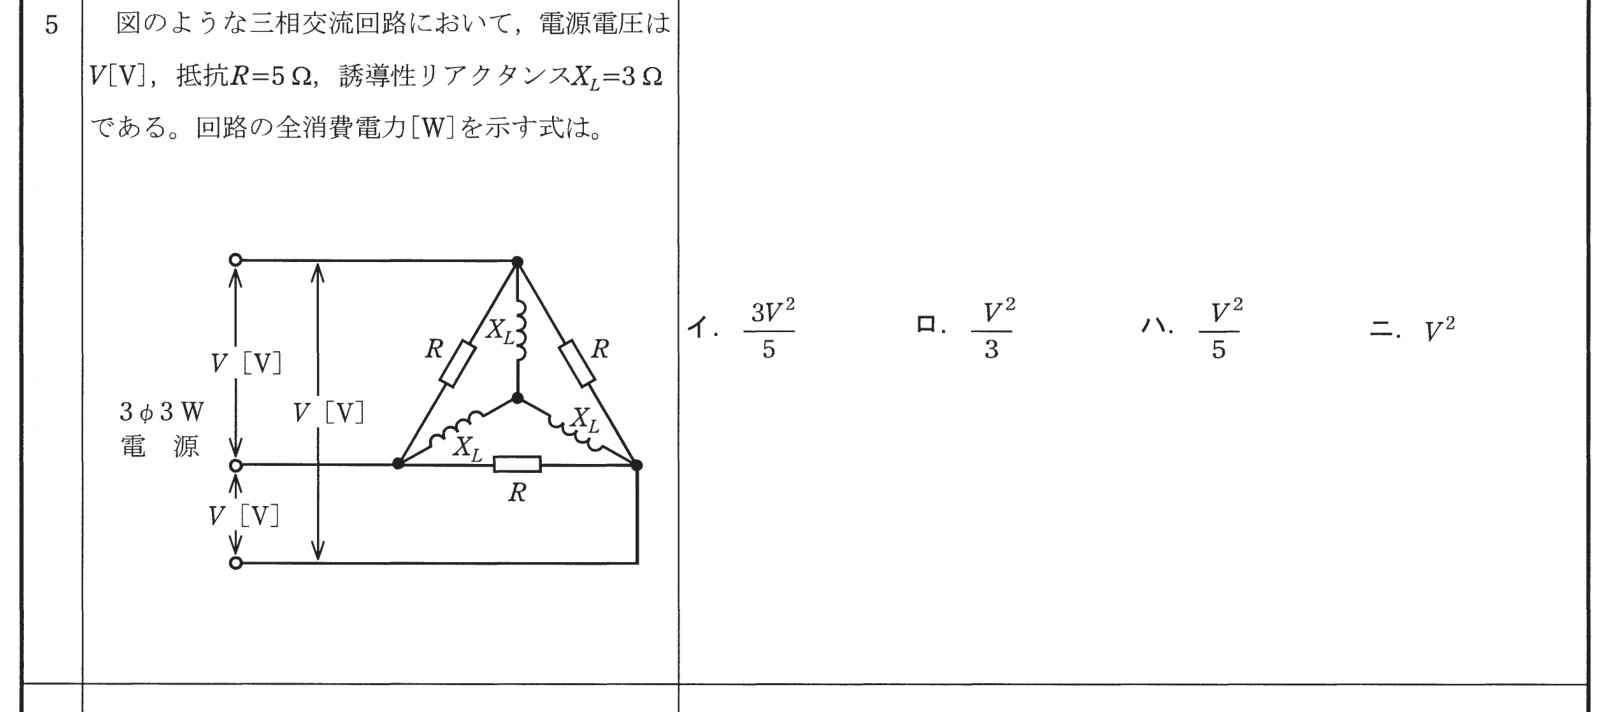 5
図のような三相交流回路において，電源電圧は
V[V]，抵抗R=5 Ω，誘導性リアクタンスX_L=3 Ω
である。回路の全消費電力[W]を示す式は。
イ. 3V²/5
ロ. V²/3
ハ. V²/5
ニ. V²
R
X_L
R
V [V]
V [V]
3φ3W
電 源
X_L
X_L
R
V [V]